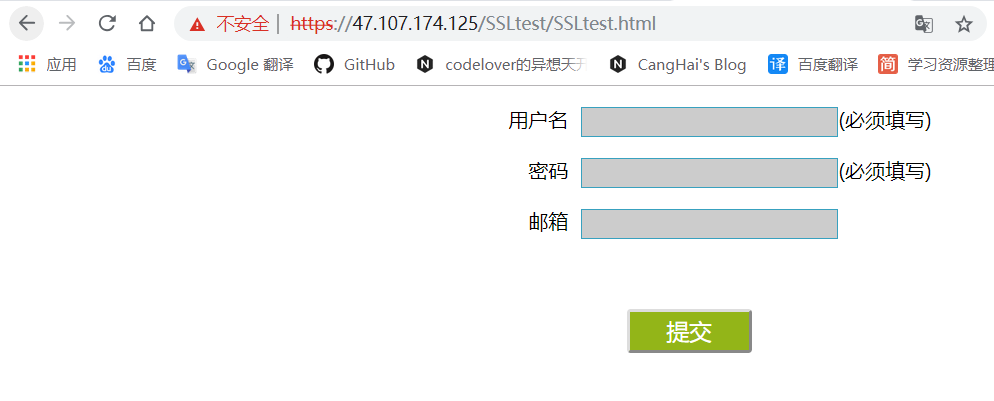 不安全 https://47.107.174.125/SSLtest/SSLtest.html
应用 百度 Google 翻译 GitHub codelover的异想天 CangHai's Blog 译 百度翻译 简 学习资源整理
用户名 (必须填写)
密码 (必须填写)
邮箱
提交